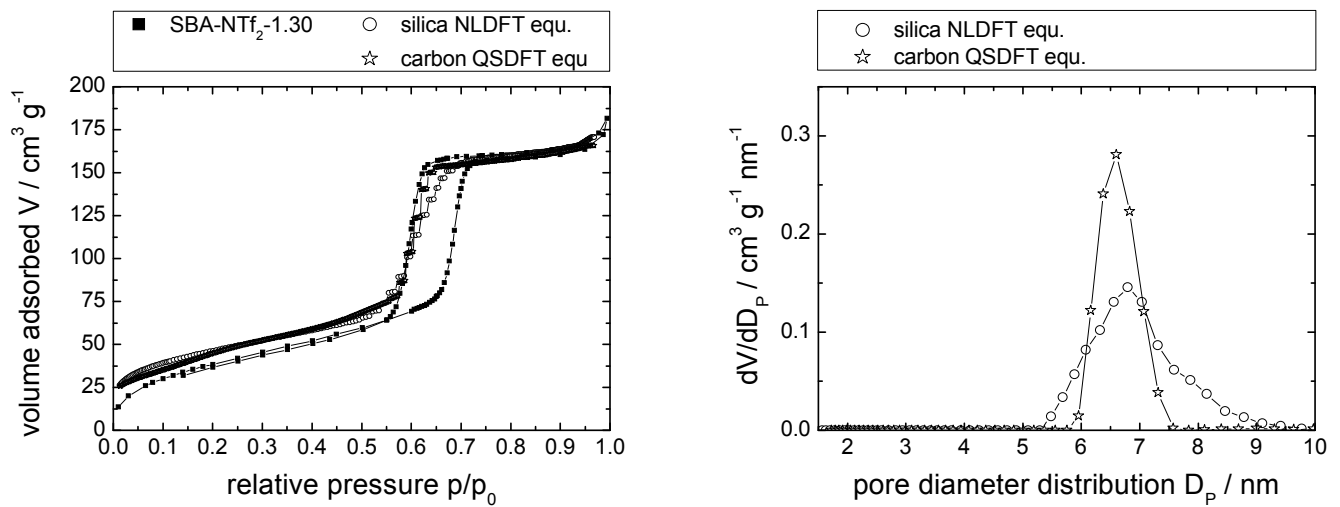 ■ SBA-NTf₂-1.30 ○ silica NLDFT equ.
☆ carbon QSDFT equ
200
175
150
125
100
75
50
25
0
volume adsorbed V / cm³ g⁻¹
0.0 0.1 0.2 0.3 0.4 0.5 0.6 0.7 0.8 0.9 1.0
relative pressure p/p₀
○ silica NLDFT equ.
☆ carbon QSDFT equ.
0.3
0.2
0.1
0.0
dV/dD_P / cm³ g⁻¹ nm⁻¹
2 3 4 5 6 7 8 9 10
pore diameter distribution D_P / nm